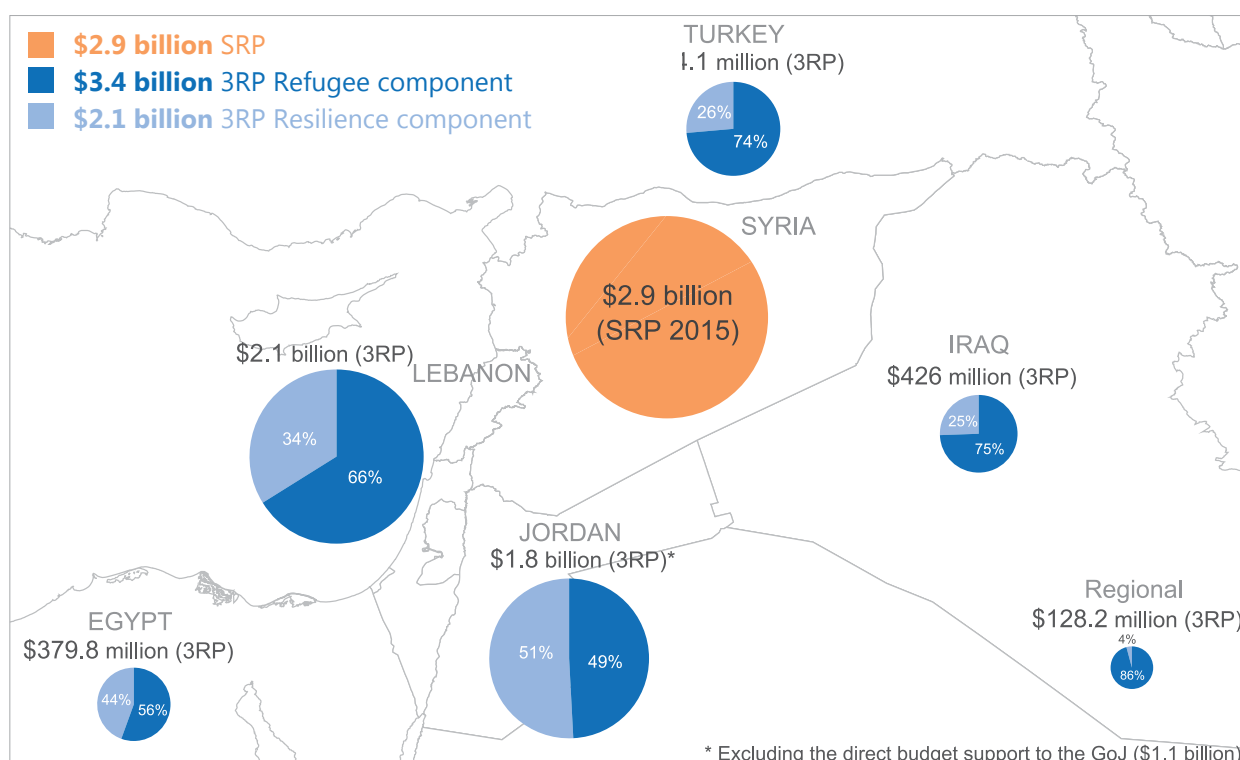 $2.9 billion SRP
$3.4 billion 3RP Refugee component
$2.1 billion 3RP Resilience component
TURKEY
.1 million (3RP)
26%
74%
SYRIA
$2.9 billion
(SRP 2015)
$2.1 billion (3RP)
LEBANON
34%
66%
IRAQ
$426 million (3RP)
25%
75%
JORDAN
$1.8 billion (3RP)*
51%
49%
EGYPT
$379.8 million (3RP)
44%
56%
Regional
$128.2 million (3RP)
4%
86%
* Excluding the direct budget support to the GoJ ($1.1 billion)